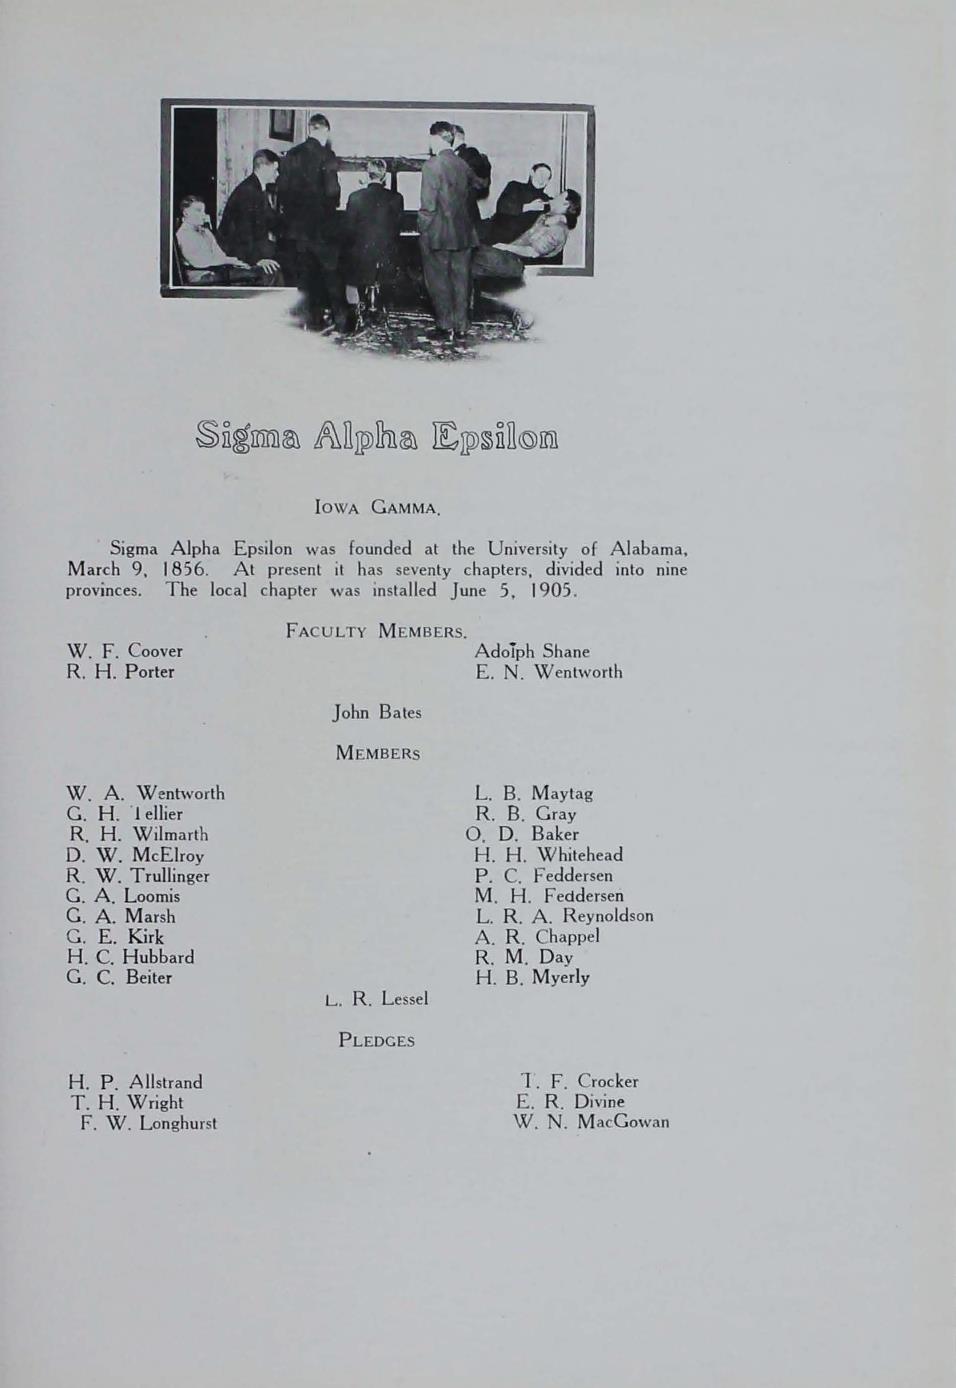 Sigma Alpha Epsilon
IOWA GAMMA.
Sigma Alpha Epsilon was founded at the University of Alabama,
March 9, 1856. At present it has seventy chapters, divided into nine
provinces. The local chapter was installed June 5, 1905.
FACULTY MEMBERS.
W. F. Coover Adolph Shane
R. H. Porter E. N. Wentworth
John Bates
MEMBERS
W. A. Wentworth L. B. Maytag
G. H. Tellier R. B. Gray
R. H. Wilmarth O. D. Baker
D. W. McElroy H. H. Whitehead
R. W. Trullinger P. C. Feddersen
G. A. Loomis M. H. Feddersen
G. A. Marsh L. R. A. Reynoldson
G. E. Kirk A. R. Chappel
H. C. Hubbard R. M. Day
G. C. Beiter H. B. Myerly
L. R. Lessel
PLEDGES
H. P. Allstrand T. F. Crocker
T. H. Wright E. R. Divine
F. W. Longhurst W. N. MacGowan